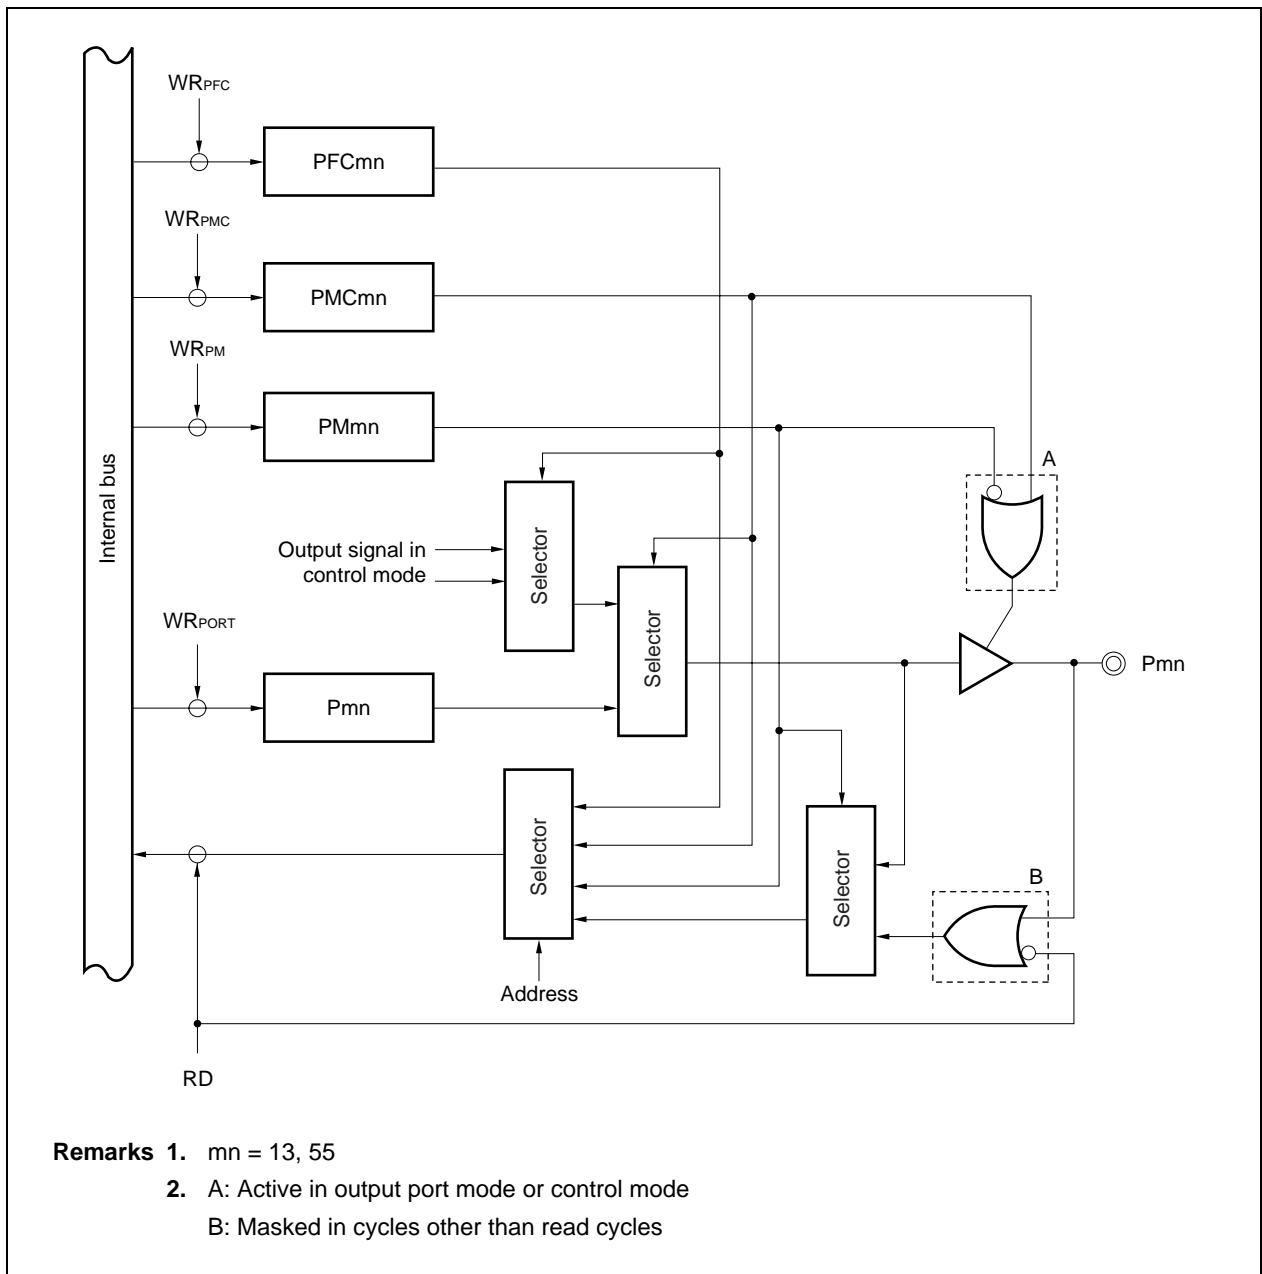 WRPFC
PFCmn
WRPMC
PMCmn
WRPM
PMmn
A
Internal bus
Selector
Output signal in
control mode
Selector
WRPORT
Pmn
Pmn
Selector
Selector
B
Address
RD
Remarks 1. mn = 13, 55
2. A: Active in output port mode or control mode
B: Masked in cycles other than read cycles